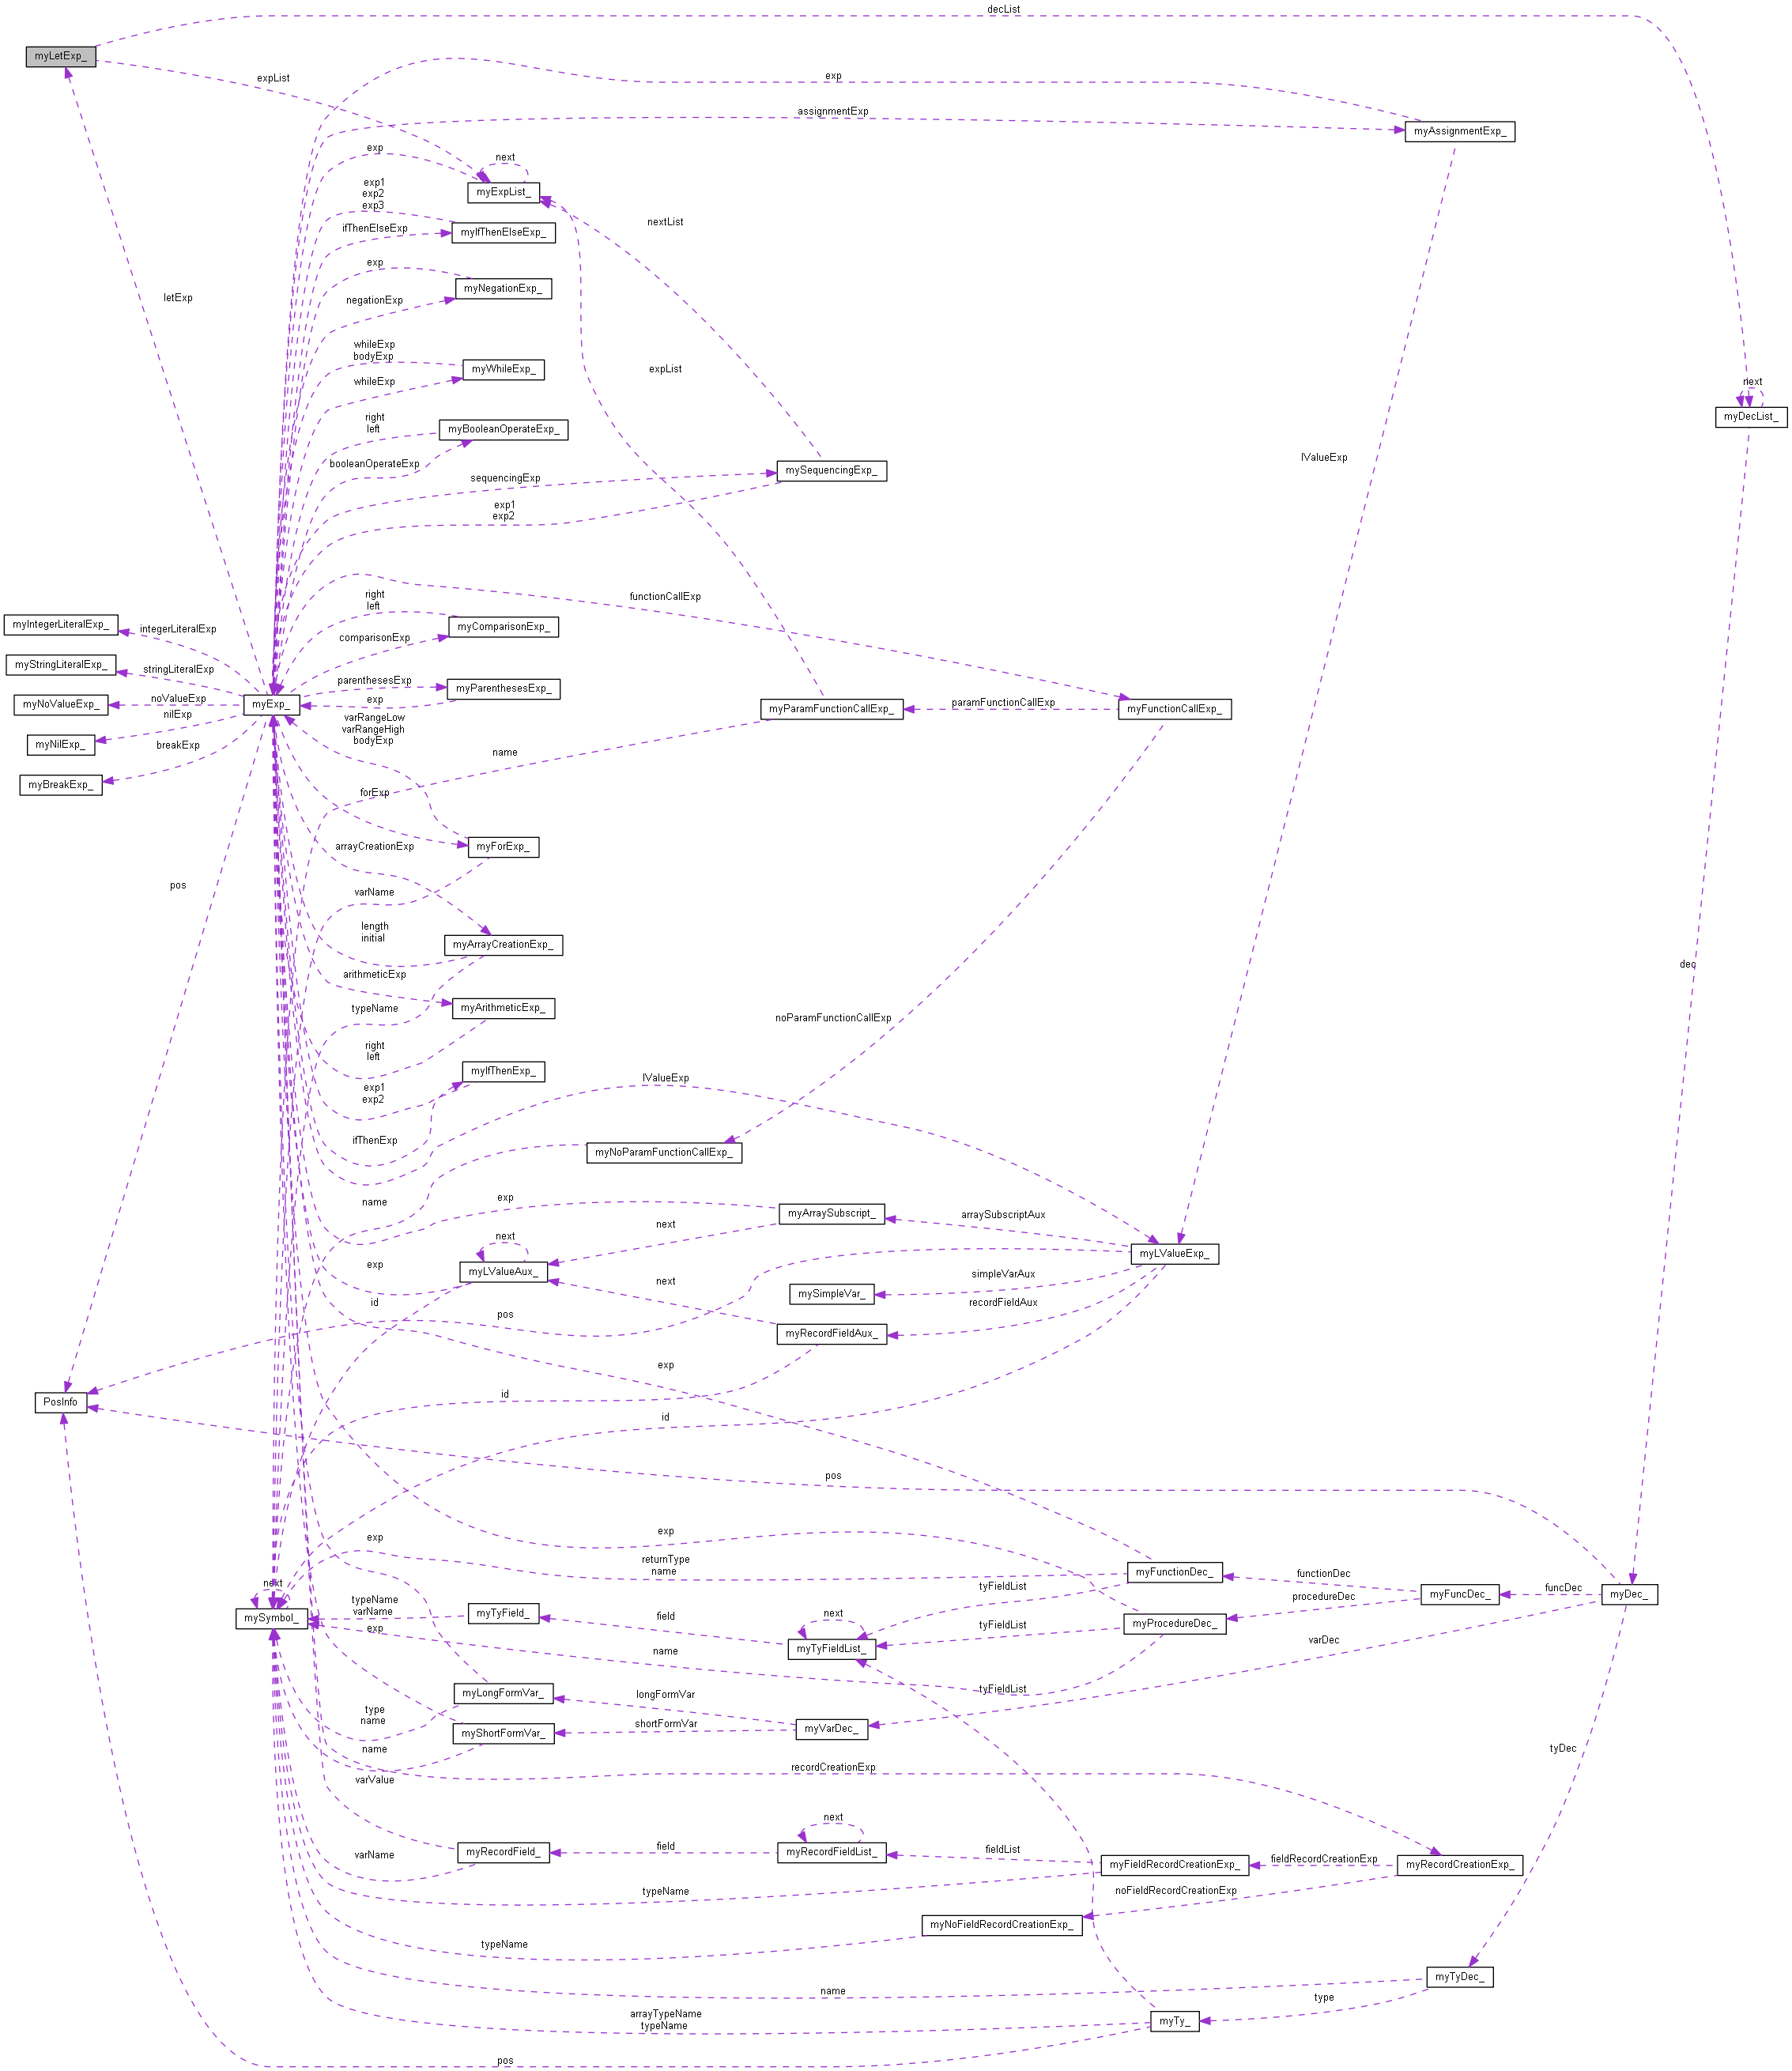 decList
myLetExp_
expList
exp
assignmentExp
myAssignmentExp_
exp
next
myExpList_
exp1
exp2
exp3
ifThenElseExp
myIfThenElseExp_
nextList
exp
myNegationExp_
negationExp
letExp
whileExp
bodyExp
whileExp
myWhileExp_
expList
next
myDecList_
right
left
myBooleanOperateExp_
booleanOperateExp
lValueExp
sequencingExp
mySequencingExp_
exp1
exp2
functionCallExp
right
left
myIntegerLiteralExp_
integerLiteralExp
comparisonExp
myComparisonExp_
myStringLiteralExp_
stringLiteralExp
parenthesesExp
myParenthesesExp_
exp
myNoValueExp_
noValueExp
myExp_
myParamFunctionCallExp_
paramFunctionCallExp
myFunctionCallExp_
nilExp
varRangeLow
varRangeHigh
bodyExp
myNilExp_
breakExp
name
myBreakExp_
forExp
arrayCreationExp
myForExp_
pos
varName
length
initial
myArrayCreationExp_
dec
arithmeticExp
typeName
myArithmeticExp_
noParamFunctionCallExp
right
left
myIfThenExp_
lValueExp
exp1
exp2
ifThenExp
myNoParamFunctionCallExp_
name
exp
myArraySubscript_
arraySubscriptAux
next
next
myLValueExp_
exp
myLValueAux_
simpleVarAux
next
mySimpleVar_
id
pos
recordFieldAux
myRecordFieldAux_
exp
PosInfo
id
id
pos
exp
exp
returnType
name
myFunctionDec_
functionDec
tyFieldList
next
funcDec
myFuncDec_
myDec_
procedureDec
typeName
varName
myTyField_
field
next
tyFieldList
myProcedureDec_
mySymbol_
exp
myTyFieldList_
varDec
name
tyFieldList
myLongFormVar_
longFormVar
type
name
shortFormVar
myVarDec_
myShortFormVar_
name
tyDec
recordCreationExp
varValue
next
field
fieldList
myRecordField_
varName
myRecordFieldList_
myFieldRecordCreationExp_
fieldRecordCreationExp
myRecordCreationExp_
typeName
noFieldRecordCreationExp
myNoFieldRecordCreationExp_
typeName
myTyDec_
name
type
arrayTypeName
typeName
myTy_
pos